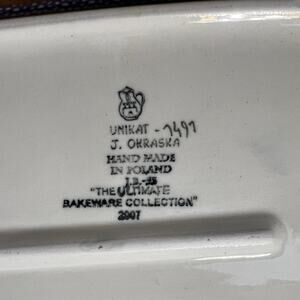 UNIKAT - 1491
J. OKRASKA
HAND MADE
IN POLAND
"THE ULTIMATE
BAKEWARE COLLECTION"
2007